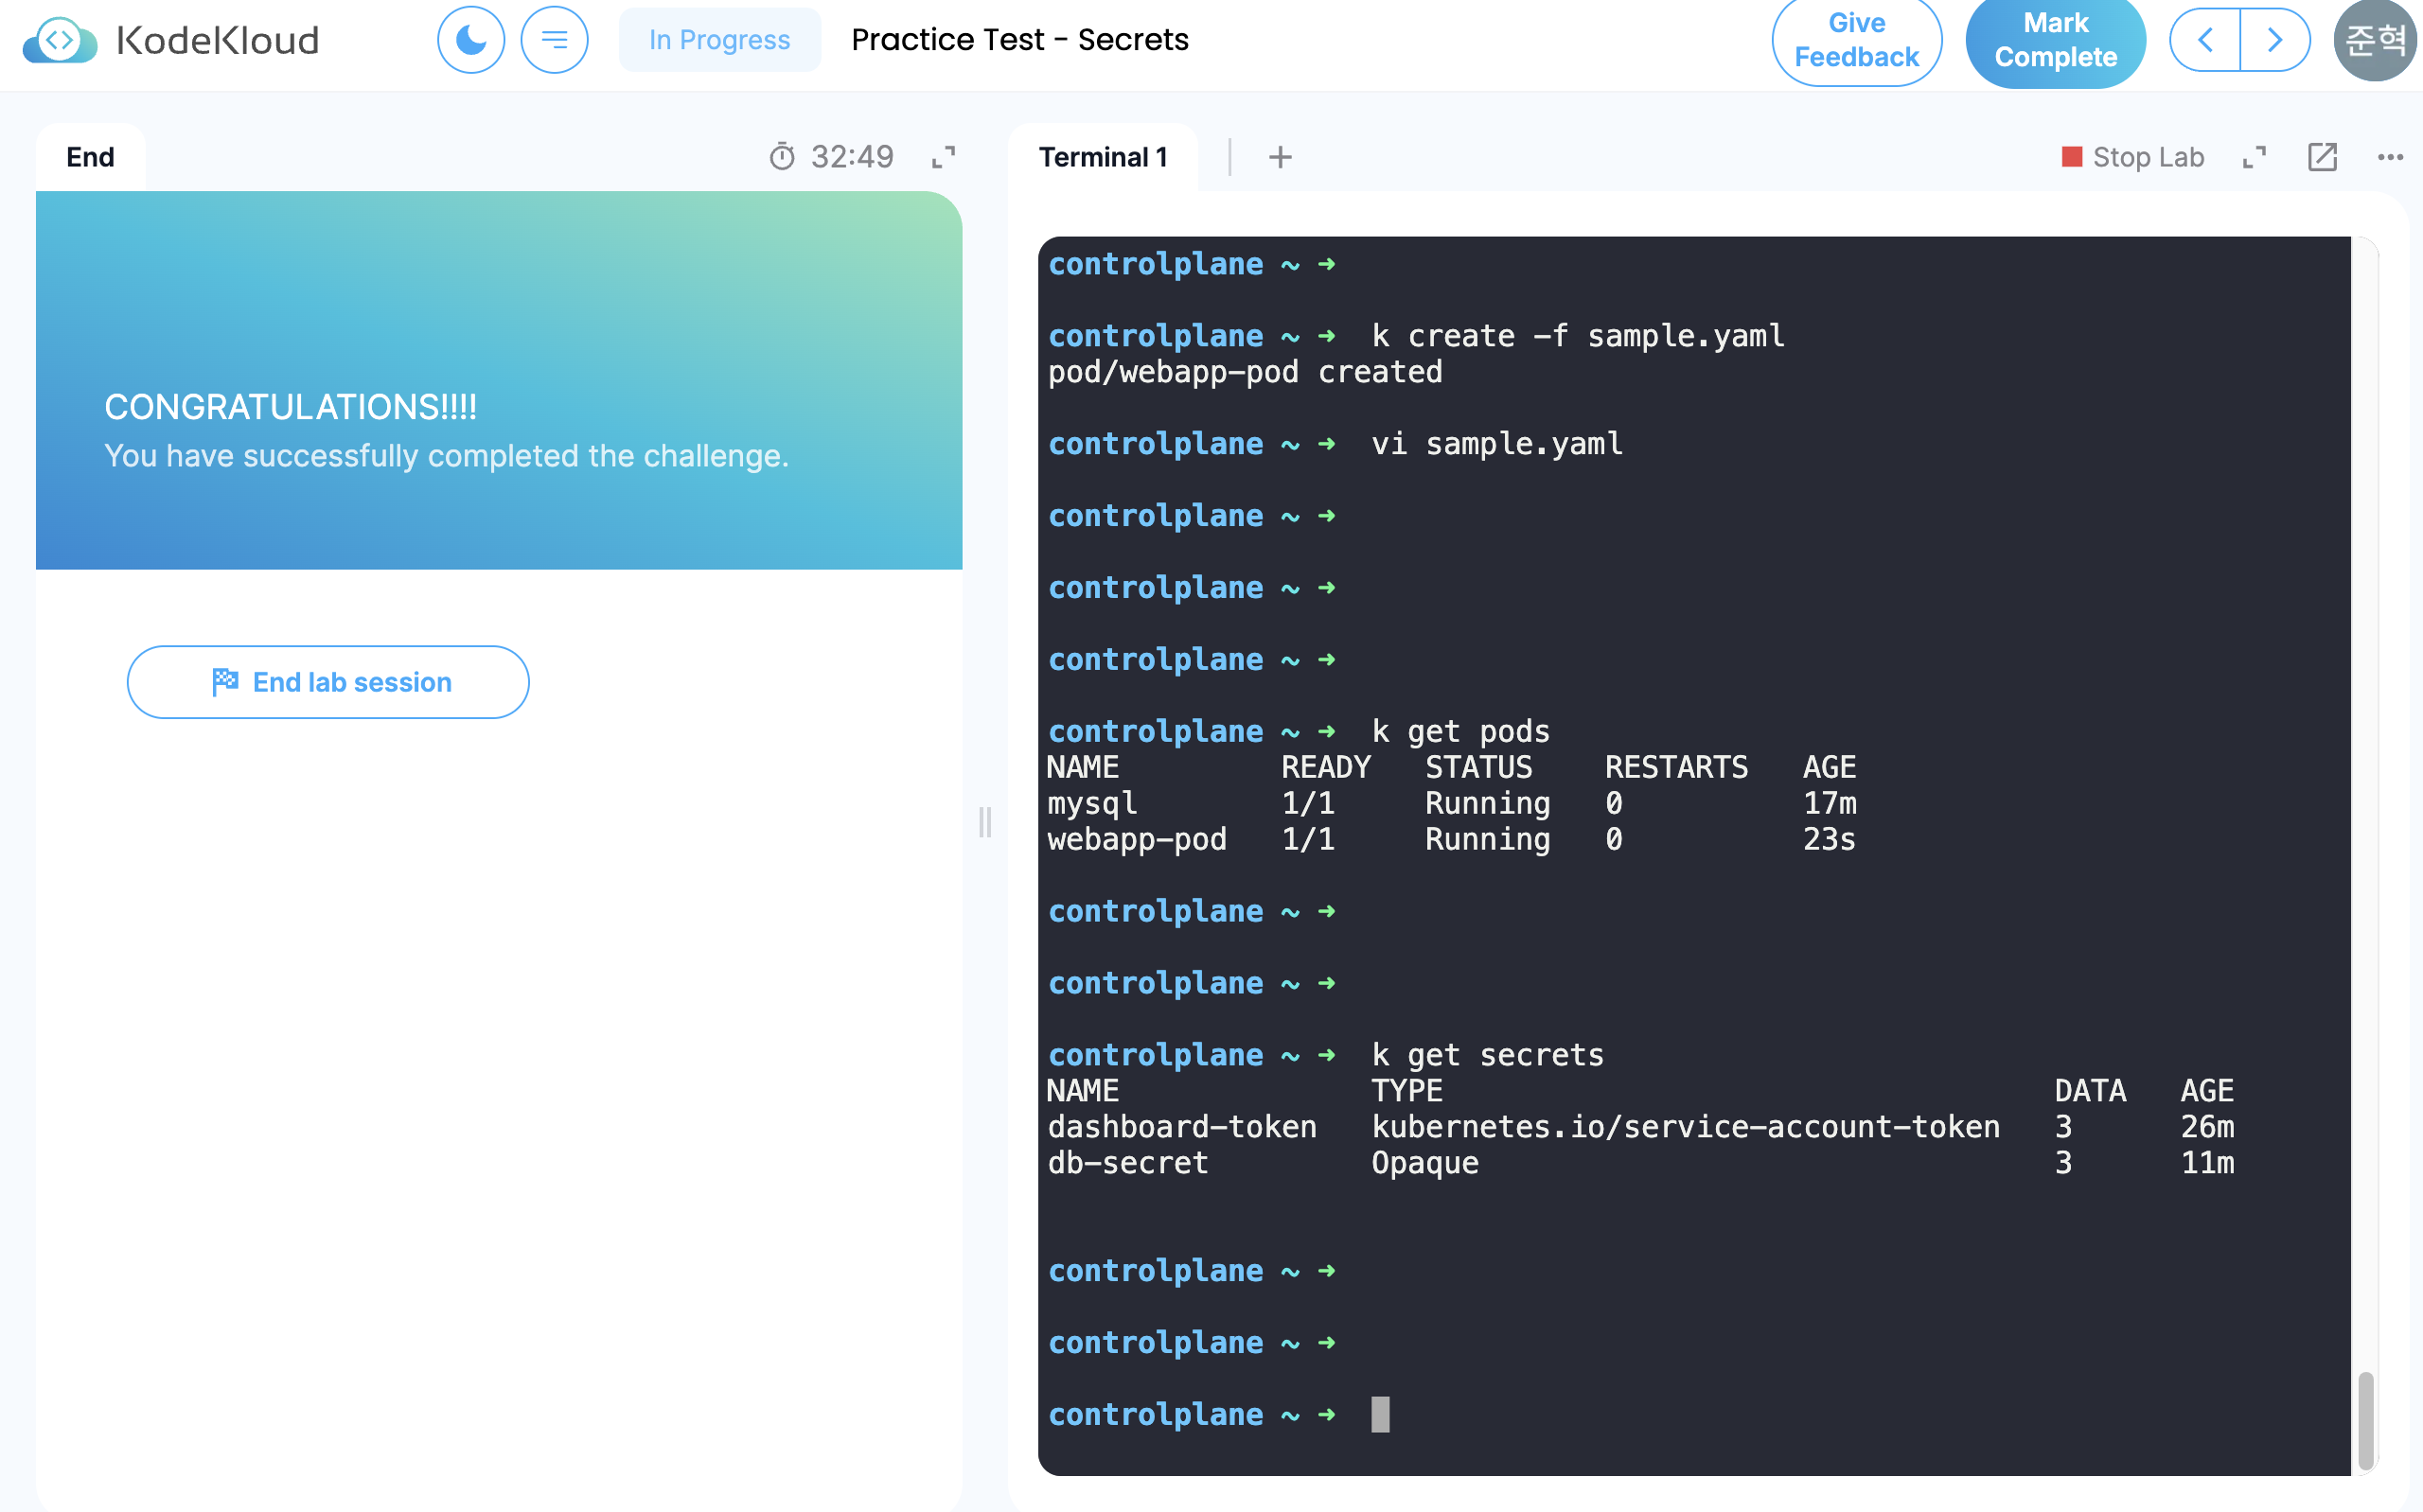 KodeKloud
In Progress
Practice Test - Secrets
Give Feedback
Mark Complete
준혁
End
32:49
Terminal 1
+
Stop Lab
CONGRATULATIONS!!!!
You have successfully completed the challenge.
End lab session
controlplane ~ ➜
controlplane ~ ➜  k create -f sample.yaml
pod/webapp-pod created
controlplane ~ ➜  vi sample.yaml
controlplane ~ ➜
controlplane ~ ➜
controlplane ~ ➜
controlplane ~ ➜  k get pods
NAME         READY   STATUS    RESTARTS   AGE
mysql        1/1     Running   0          17m
webapp-pod   1/1     Running   0          23s
controlplane ~ ➜
controlplane ~ ➜
controlplane ~ ➜  k get secrets
NAME              TYPE                                  DATA   AGE
dashboard-token   kubernetes.io/service-account-token   3      26m
db-secret         Opaque                                3      11m
controlplane ~ ➜
controlplane ~ ➜
controlplane ~ ➜